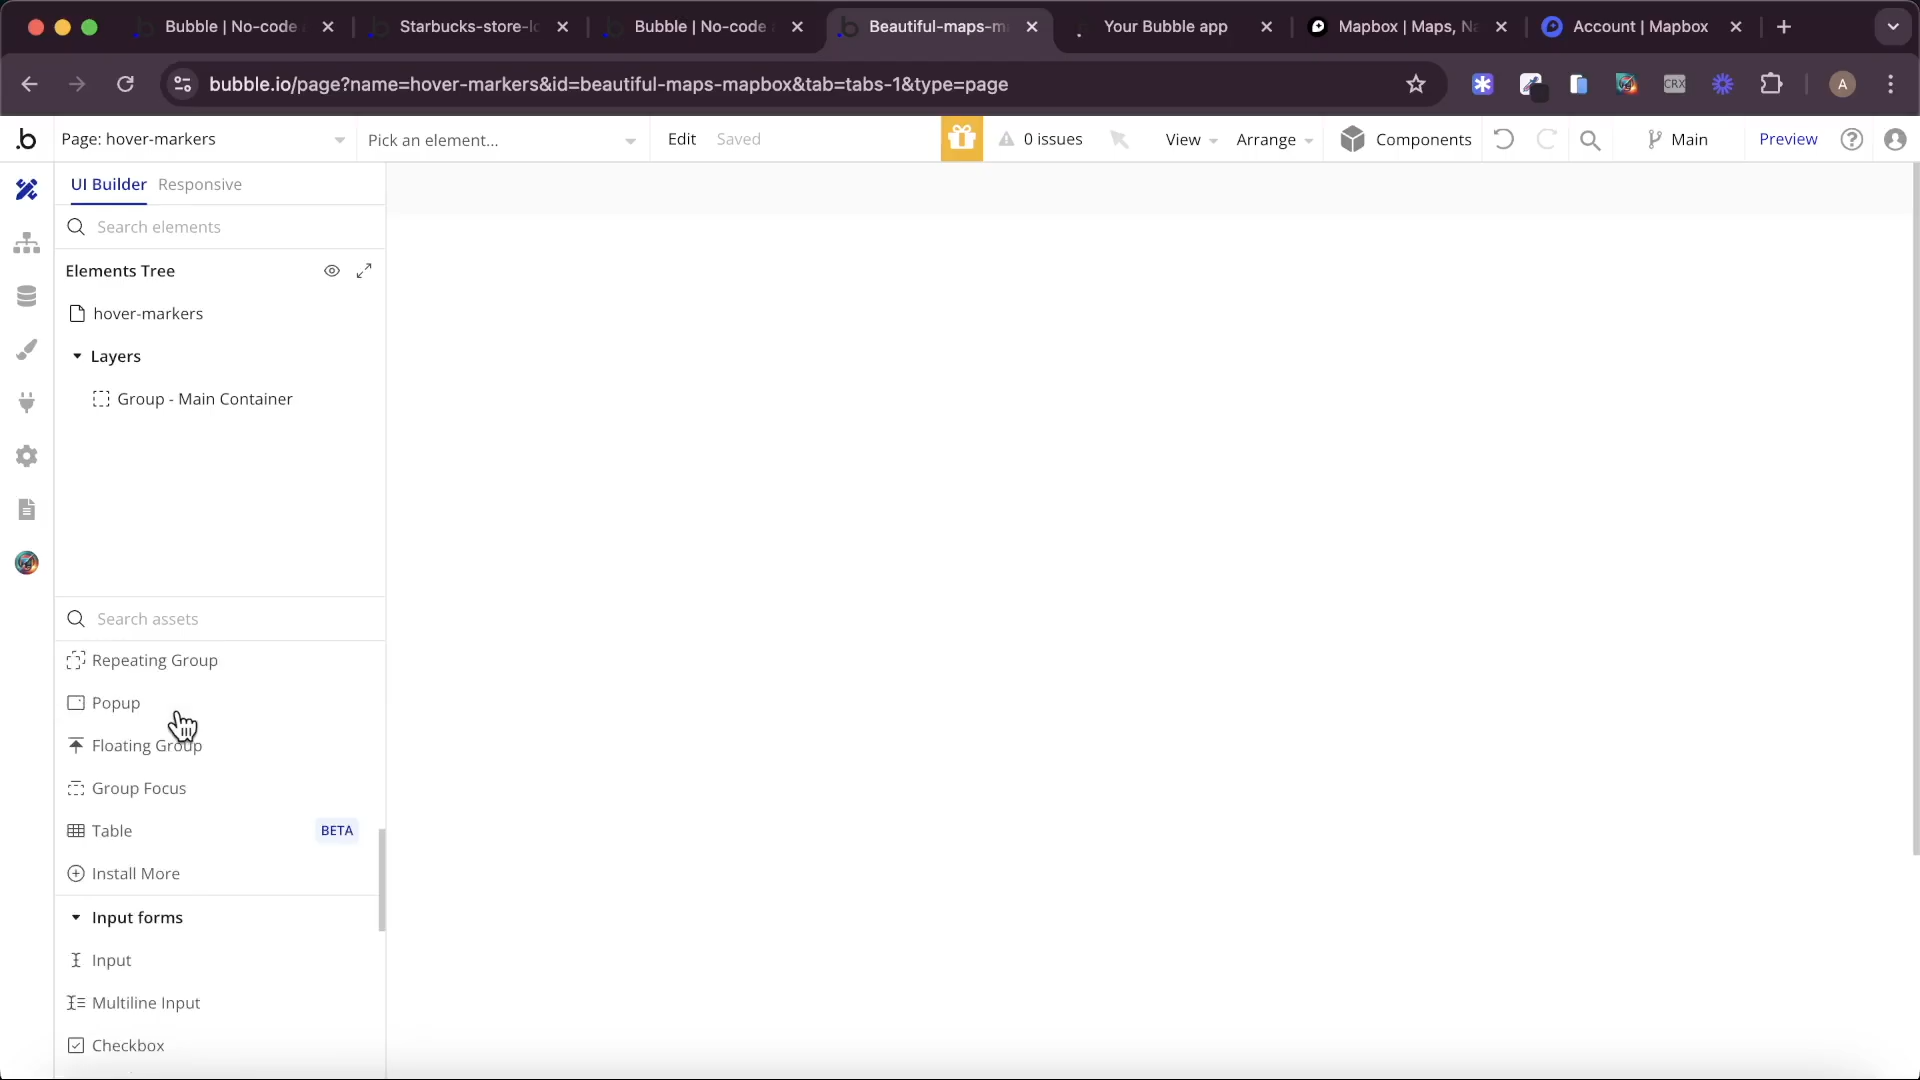 Bubble | No-code
Starbucks-store-lo
Bubble | No-code
Beautiful-maps-m
Your Bubble app
Mapbox | Maps, Na
Account | Mapbox
bubble.io/page?name=hover-markers&id=beautiful-maps-mapbox&tab=tabs-1&type=page
CRX
A
b
Page: hover-markers
Pick an element...
Edit
Saved
0 issues
View
Arrange
Components
Main
Preview
UI Builder
Responsive
Search elements
Elements Tree
hover-markers
Layers
Group - Main Container
Search assets
Repeating Group
Popup
Floating Group
Group Focus
Table
BETA
Install More
Input forms
Input
Multiline Input
Checkbox